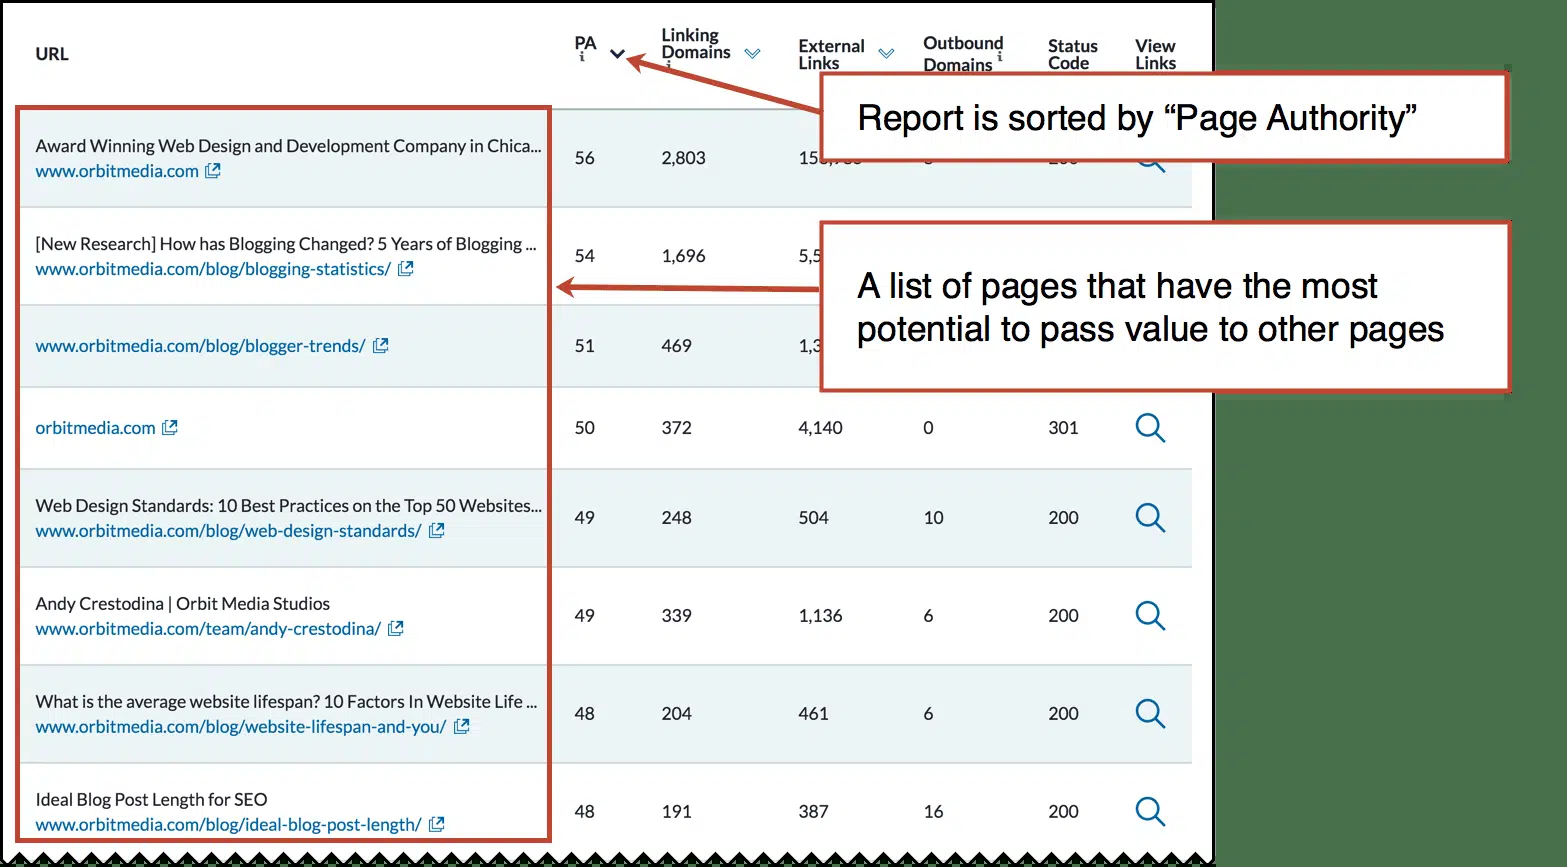 URL
PA
i
Linking
Domains
i
External
Links
Outbound
Domains i
Status
Code
View
Links
Report is sorted by “Page Authority”
Award Winning Web Design and Development Company in Chica...
www.orbitmedia.com
56
2,803
[New Research] How has Blogging Changed? 5 Years of Blogging ...
www.orbitmedia.com/blog/blogging-statistics/
54
1,696
5,5
A list of pages that have the most
potential to pass value to other pages
www.orbitmedia.com/blog/blogger-trends/
51
469
1,3
orbitmedia.com
50
372
4,140
0
301
Web Design Standards: 10 Best Practices on the Top 50 Websites...
www.orbitmedia.com/blog/web-design-standards/
49
248
504
10
200
Andy Crestodina | Orbit Media Studios
www.orbitmedia.com/team/andy-crestodina/
49
339
1,136
6
200
What is the average website lifespan? 10 Factors In Website Life ...
www.orbitmedia.com/blog/website-lifespan-and-you/
48
204
461
6
200
Ideal Blog Post Length for SEO
www.orbitmedia.com/blog/ideal-blog-post-length/
48
191
387
16
200